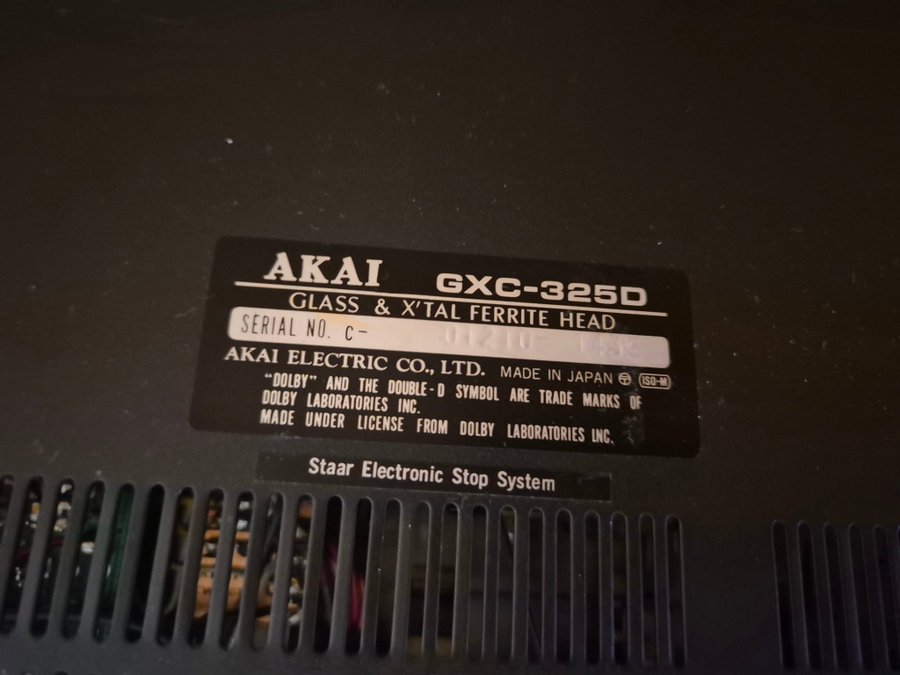 AKAI GXC-325D
GLASS & X'TAL FERRITE HEAD
SERIAL NO. C-
AKAI ELECTRIC CO., LTD. MADE IN JAPAN ISO-M
"DOLBY" AND THE DOUBLE-D SYMBOL ARE TRADE MARKS OF
DOLBY LABORATORIES INC.
MADE UNDER LICENSE FROM DOLBY LABORATORIES INC.
Staar Electronic Stop System